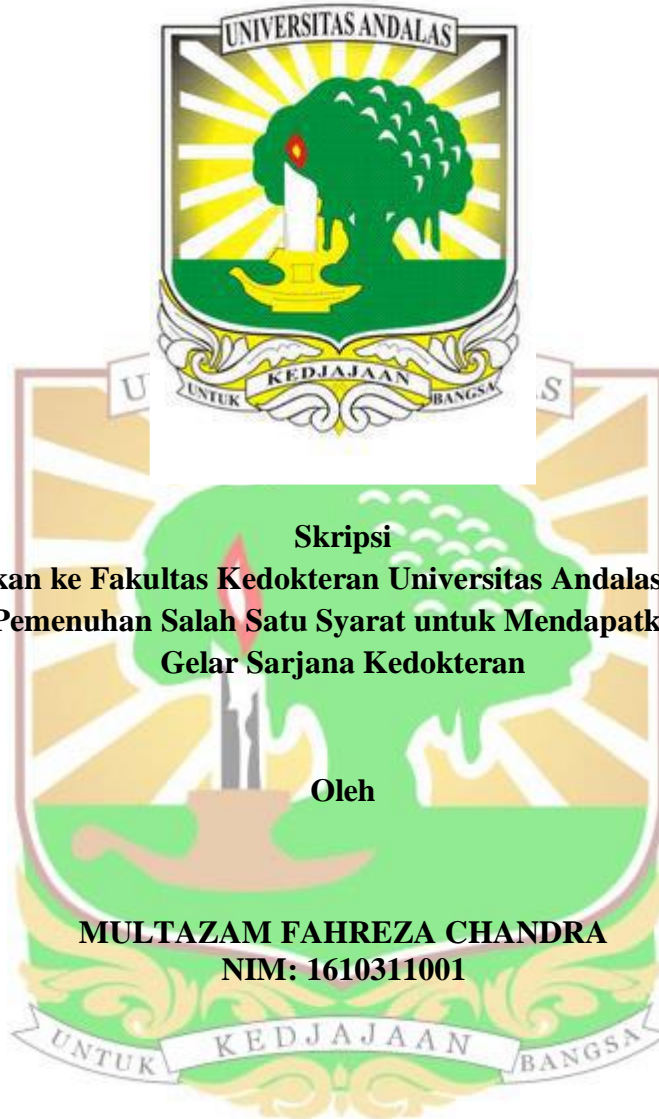 UNIVERSITAS ANDALAS
UNTUK KEDJAJAAN BANGSA
U
AS
Skripsi
kan ke Fakultas Kedokteran Universitas Andalas
Pemenuhan Salah Satu Syarat untuk Mendapatk
Gelar Sarjana Kedokteran
Oleh
MULTAZAM FAHREZA CHANDRA
NIM: 1610311001
UNTUK KEDJAJAAN BANGSA